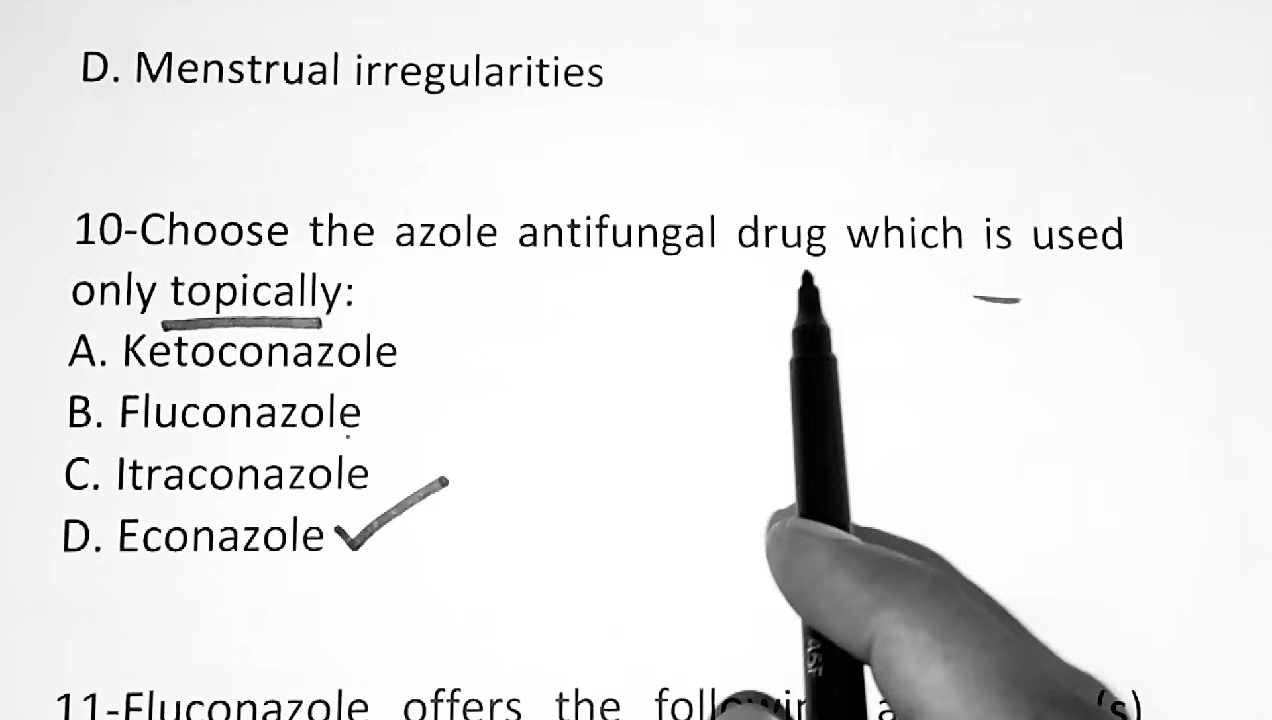 D. Menstrual irregularities
10-Choose the azole antifungal drug which is used
only topically:
A. Ketoconazole
B. Fluconazole
C. Itraconazole
D. Econazole
11-Fluconazole offers the following